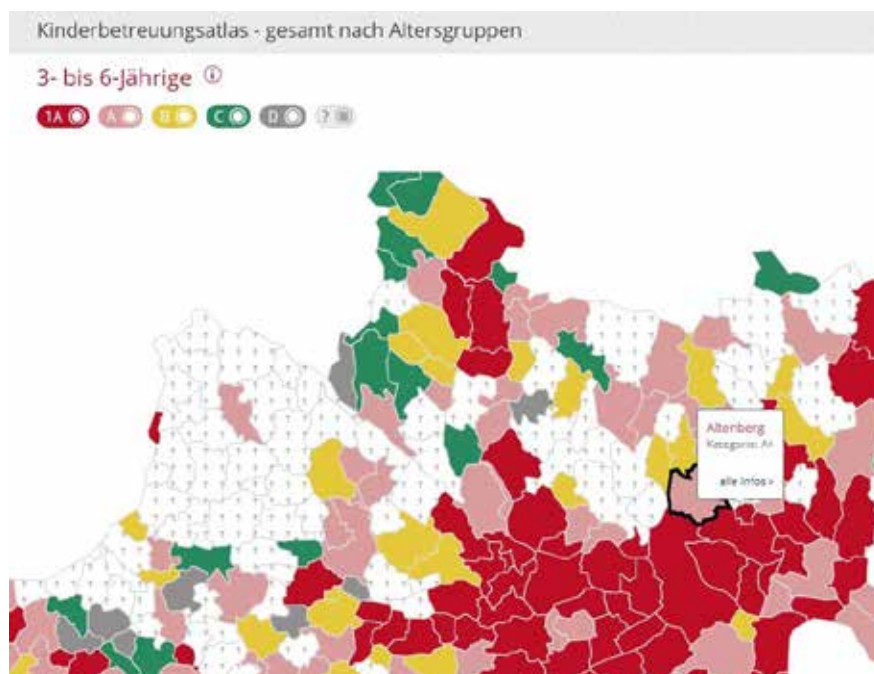 Kinderbetreuungsatlas - gesamt nach Altersgruppen
3- bis 6-Jährige
1A A B C D ?
Altenberg
Kategorie: A
alle Infos >